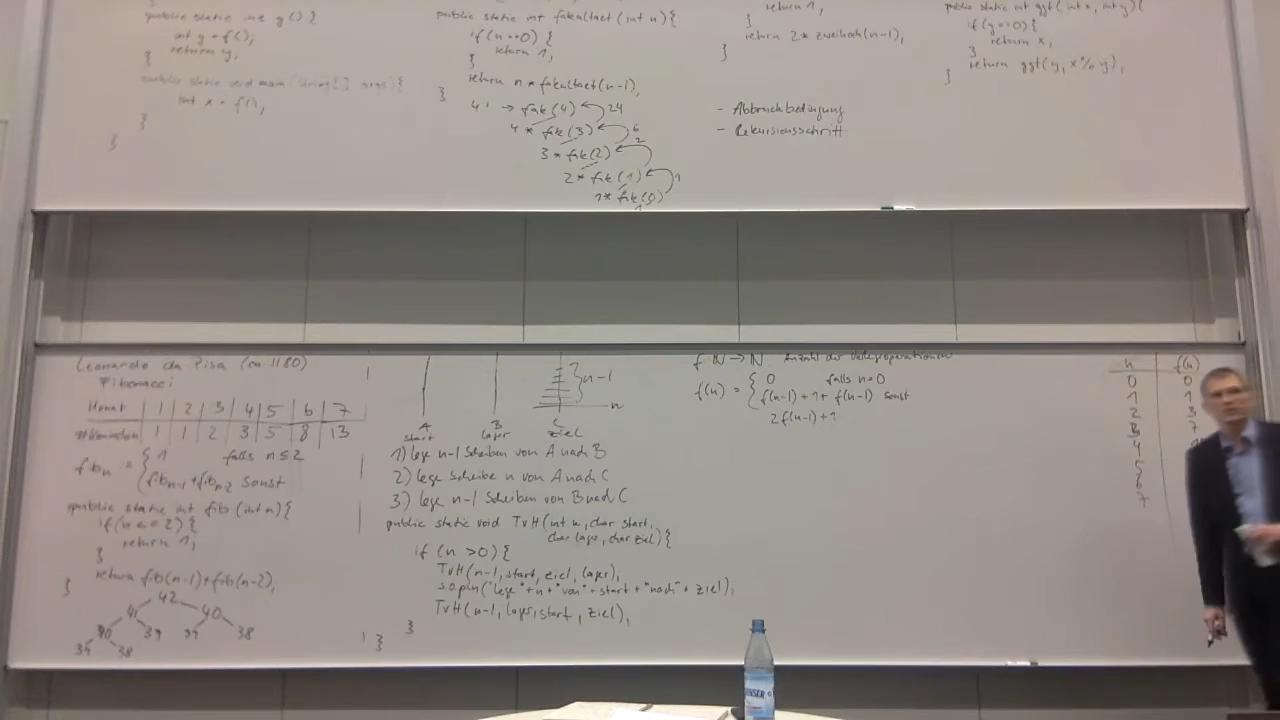 public static int g() {
int y = f();
return y;
}
public static void main (String[] args){
int x = f();
}
}
public static int fakultaet (int n){
if (n==0) {
return 1;
}
return n * fakultaet(n-1);
}
4! → fak(4) 24
4 * fak(3) 6
3 * fak(2) 2
2 * fak(1) 1
1 * fak(0)
1
return 1;
}
return 2 * zweihoch(n-1);
}
- Abbruchbedingung
- Rekursionsschritt
public static int ggt (int x, int y){
if (y==0){
return x;
}
return ggt(y, x % y);
}
Leonardo da Pisa (ca 1180)
Fibonacci
Monat 1 2 3 4 5 6 7
1 1 2 3 5 8 13
fib_n = { 1 falls n ≤ 2
fib_n-1 + fib_n-2 sonst
public static int fib (int n){
if (n <= 2) {
return 1;
}
return fib(n-1)+fib(n-2);
}
42
41 40
40 39 39 38
39 38
n-1
n
A B C
start lager ziel
1) lege n-1 Scheiben von A nach B
2) lege Scheibe n von A nach C
3) lege n-1 Scheiben von B nach C
public static void TvH (int n, char start,
char lager, char ziel) {
if (n >0) {
TvH(n-1, start, ziel, lager);
S.o.pln("lege"+n+"von"+start+"nach"+ ziel);
TvH(n-1, lager, start, ziel);
}
}
f: ℕ → ℕ Anzahl der Umlegeoperationen
f(n) = { 0 falls n=0
f(n-1) + 1 + f(n-1) sonst
2f(n-1)+1
n f(n)
0 0
1 1
2 3
3 7
4
5
6
7